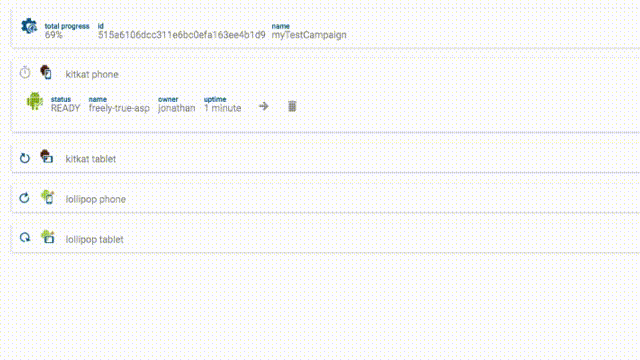 total progress id name
69% 515a6106dcc311e6bc0efa163ee4b1d9 myTestCampaign
kitkat phone
status name owner uptime
READY freely-true-asp jonathan 1 minute
kitkat tablet
lollipop phone
lollipop tablet